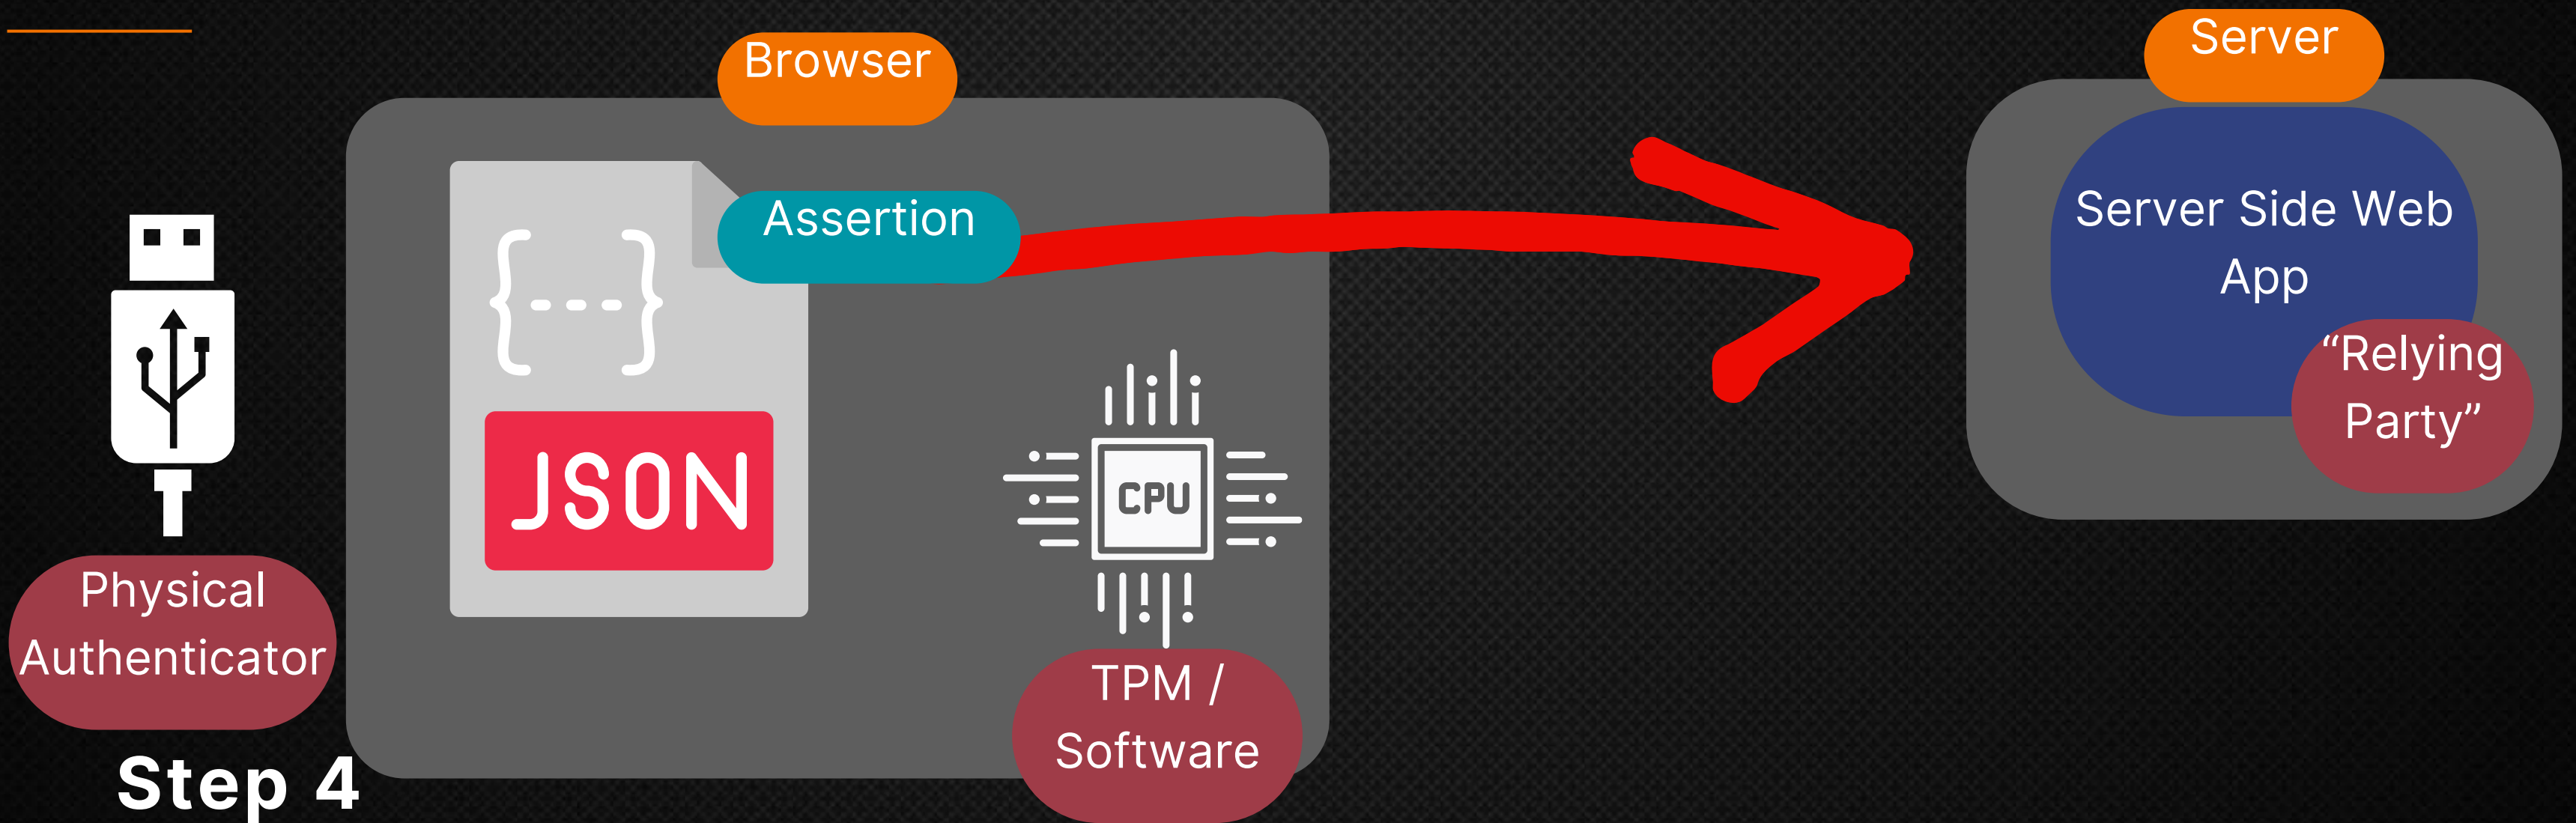 Browser
Server
Assertion
Server Side Web
App
“Relying
Party”
JSON
CPU
Physical
Authenticator
TPM /
Software
Step 4